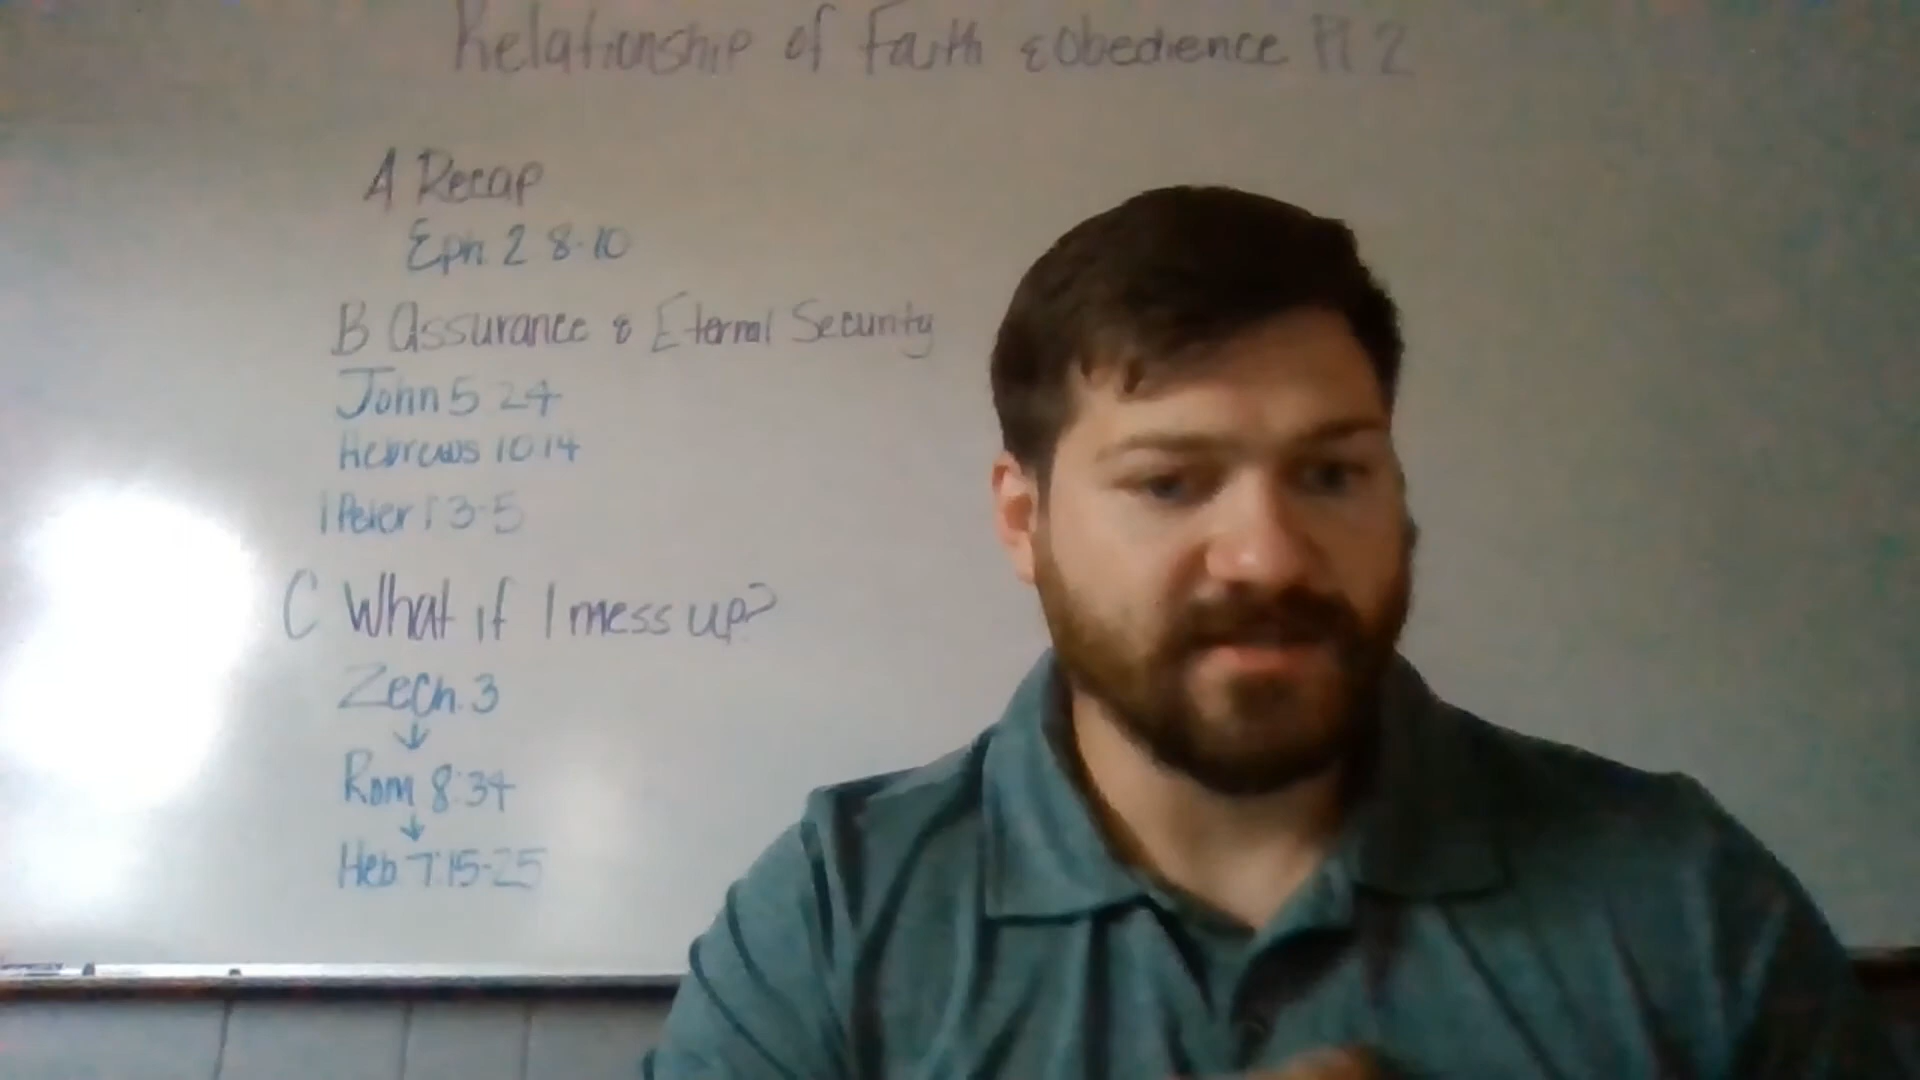 Relationship of Faith & Obedience Pt 2
A Recap
Eph. 2 8-10
B Assurance & Eternal Security
John 5 24
Hebrews 10 14
1 Peter 1 3-5
C What if I mess up?
Zech. 3
↓
Rom 8:34
↓
Heb 7:15-25